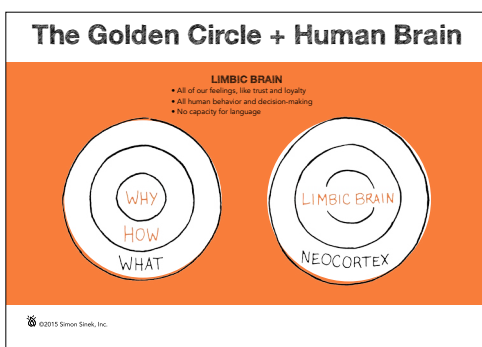 The Golden Circle + Human Brain
LIMBIC BRAIN
• All of our feelings, like trust and loyalty
• All human behavior and decision-making
• No capacity for language
WHY
HOW
WHAT
LIMBIC BRAIN
NEOCORTEX
©2015 Simon Sinek, Inc.